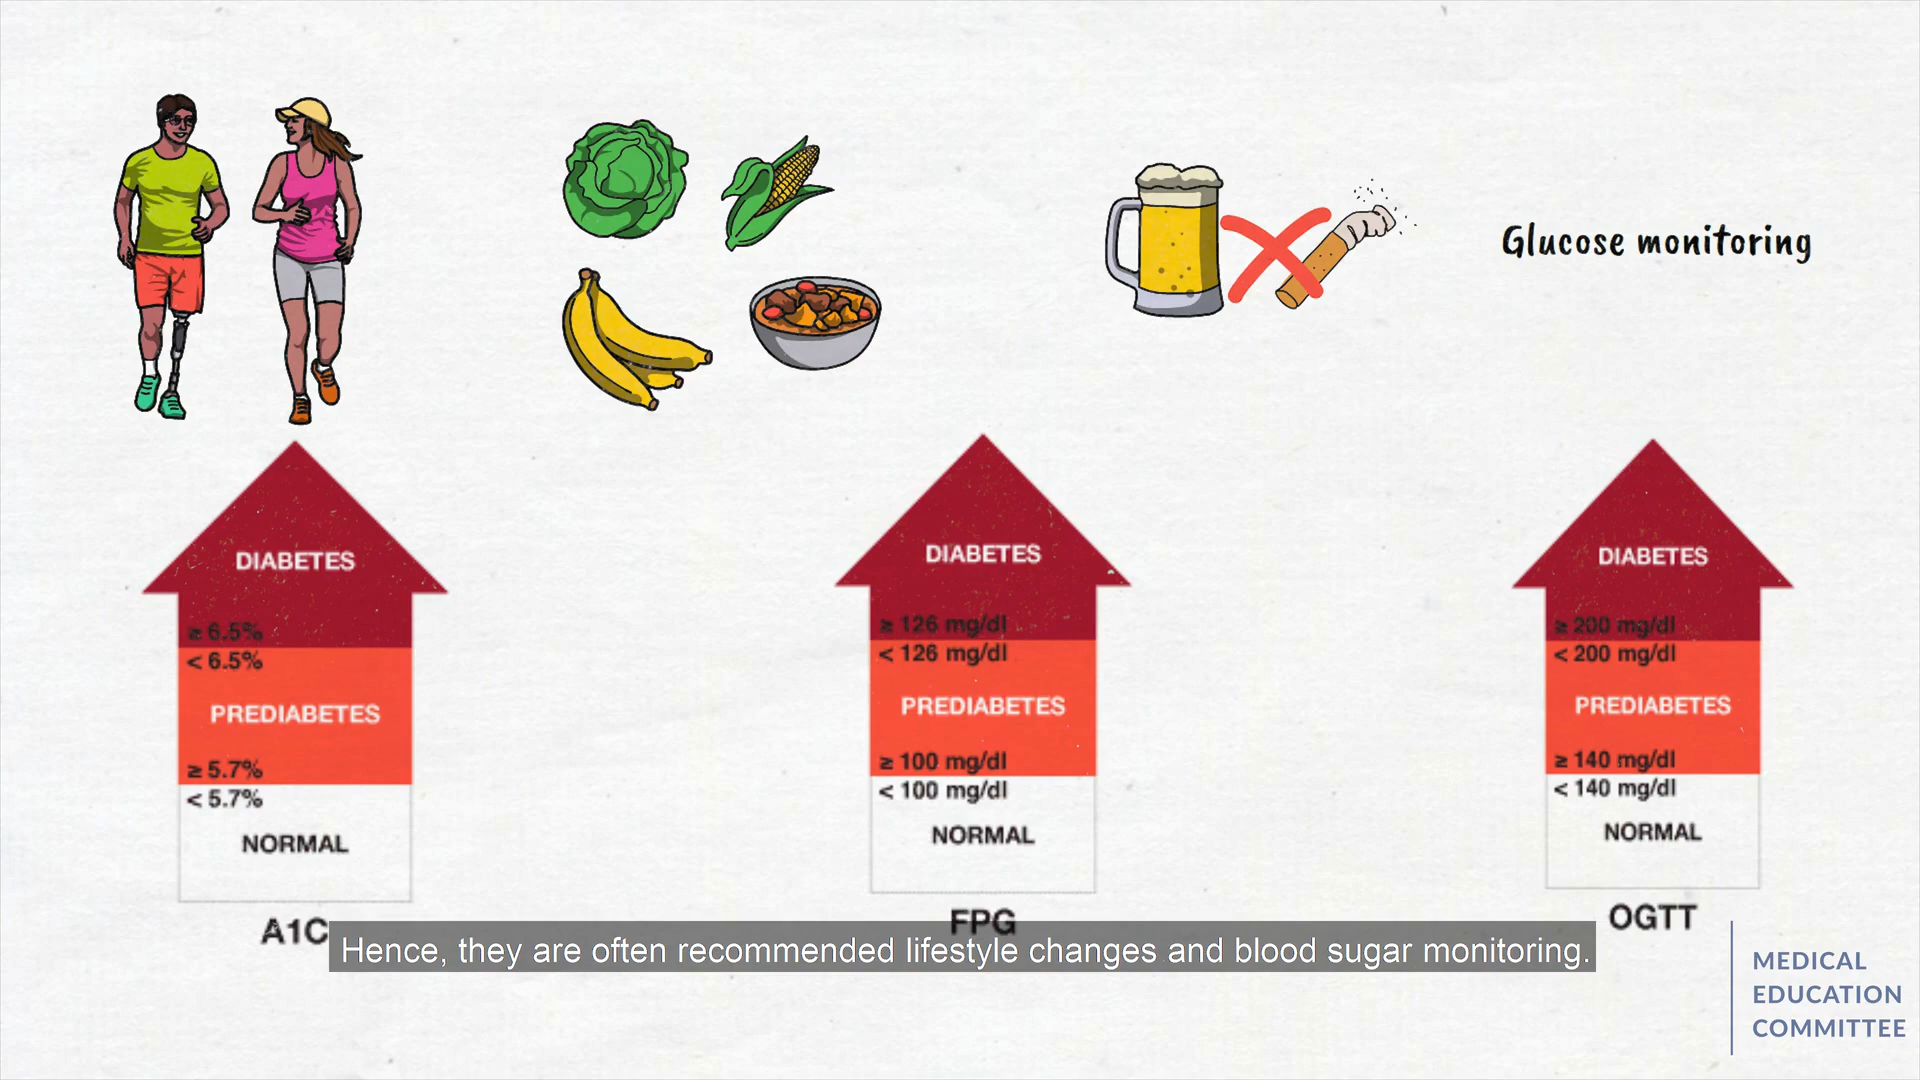 Glucose monitoring
DIABETES
≥ 6.5%
< 6.5%
PREDIABETES
≥ 5.7%
< 5.7%
NORMAL
A1C
DIABETES
≥ 126 mg/dl
< 126 mg/dl
PREDIABETES
≥ 100 mg/dl
< 100 mg/dl
NORMAL
FPG
DIABETES
≥ 200 mg/dl
< 200 mg/dl
PREDIABETES
≥ 140 mg/dl
< 140 mg/dl
NORMAL
OGTT
Hence, they are often recommended lifestyle changes and blood sugar monitoring.
MEDICAL
EDUCATION
COMMITTEE